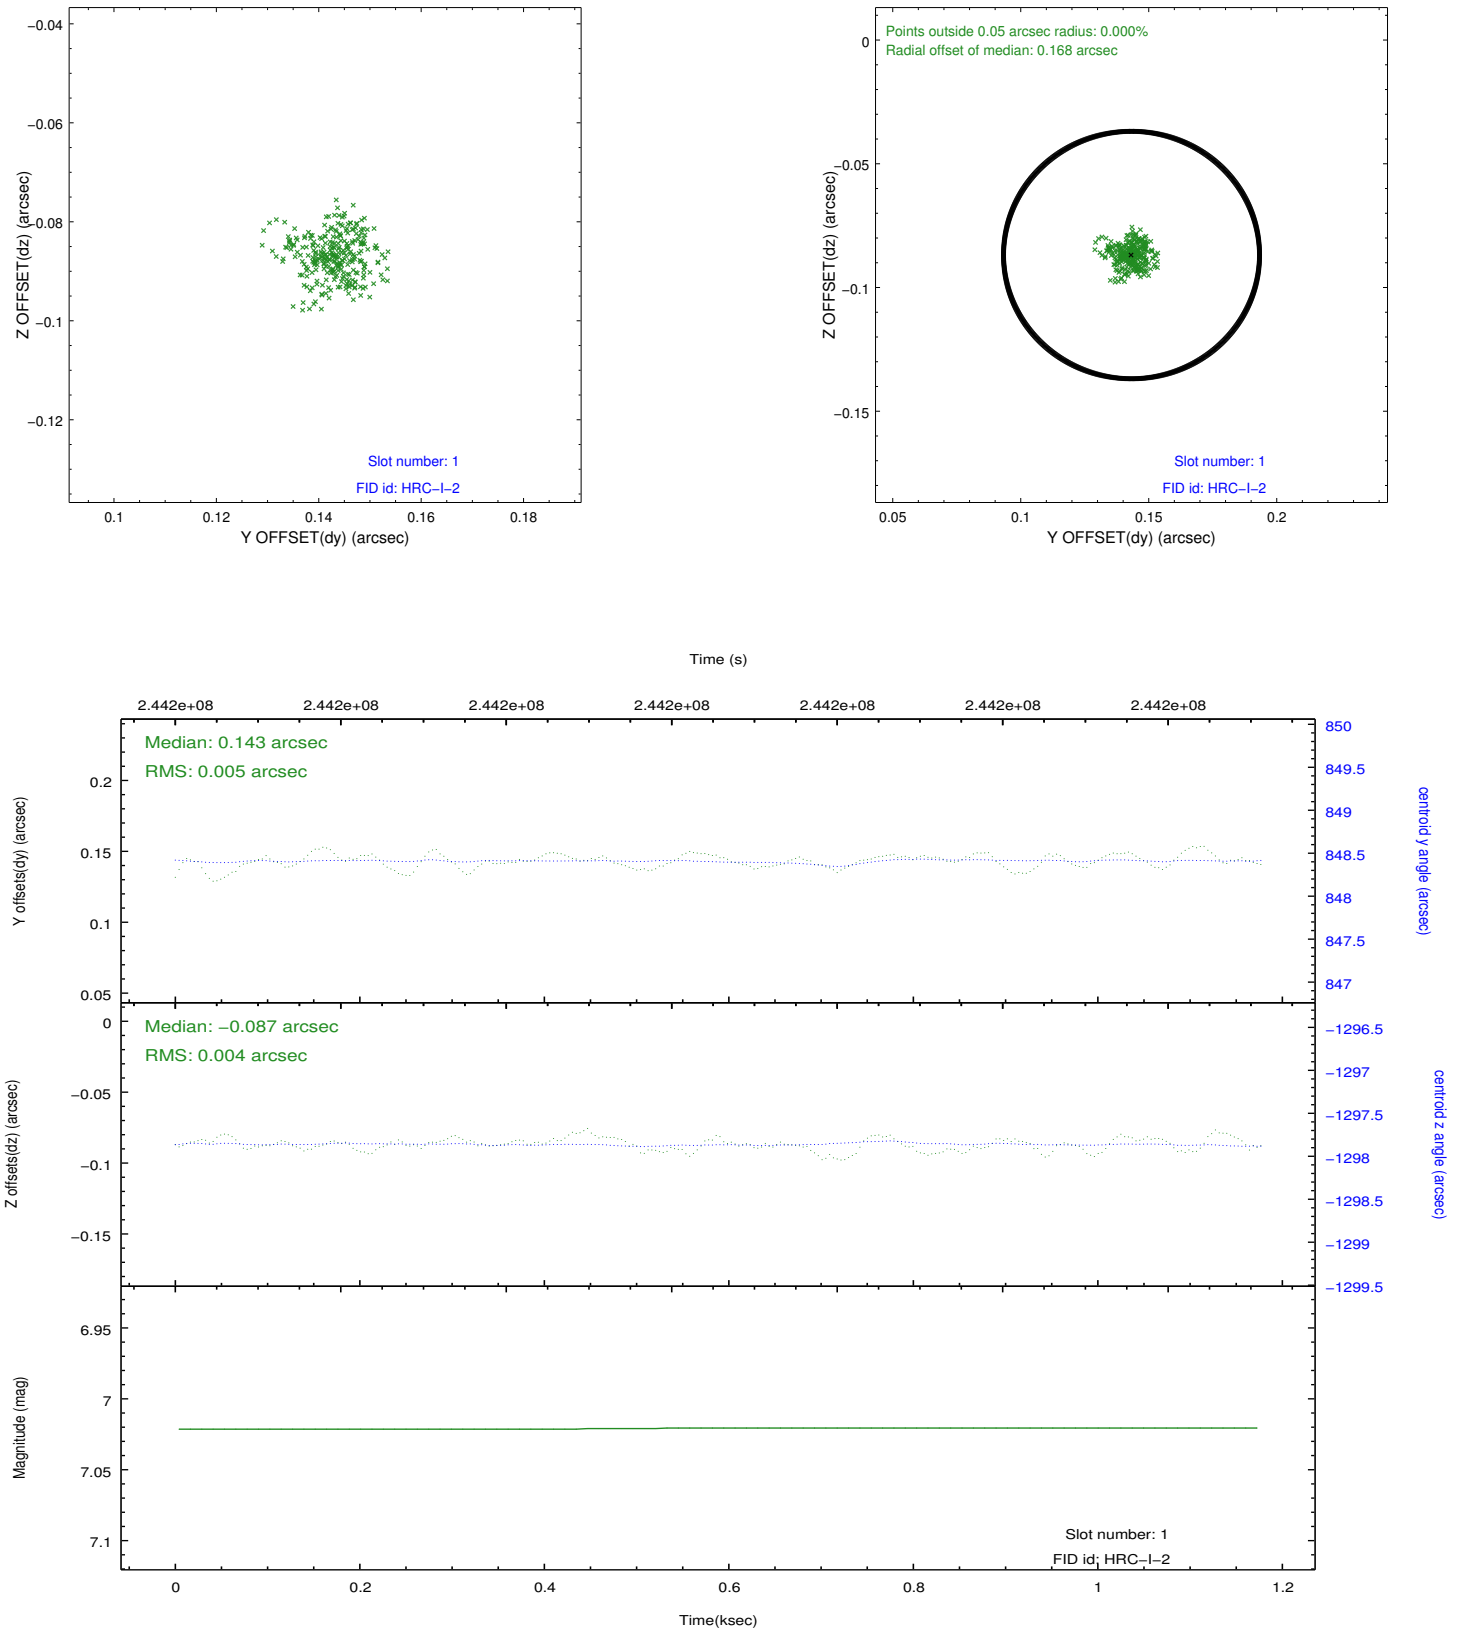 −0.04
−0.06
−0.08
−0.1
−0.12
Z OFFSET(dz) (arcsec)
Slot number: 1
FID id: HRC−I−2
0.1 0.12 0.14 0.16 0.18
Y OFFSET(dy) (arcsec)
Points outside 0.05 arcsec radius: 0.000%
Radial offset of median: 0.168 arcsec
0
−0.05
−0.1
−0.15
Z OFFSET(dz) (arcsec)
Slot number: 1
FID id: HRC−I−2
0.05 0.1 0.15 0.2
Y OFFSET(dy) (arcsec)
Time (s)
2.442e+08 2.442e+08 2.442e+08 2.442e+08 2.442e+08 2.442e+08 2.442e+08
Median: 0.143 arcsec
RMS: 0.005 arcsec
0.2
0.15
0.1
0.05
Y offsets(dy) (arcsec)
850
849.5
849
848.5
848
847.5
847
centroid y angle (arcsec)
Median: −0.087 arcsec
RMS: 0.004 arcsec
0
−0.05
−0.1
−0.15
Z offsets(dz) (arcsec)
−1296.5
−1297
−1297.5
−1298
−1298.5
−1299
−1299.5
centroid z angle (arcsec)
6.95
7
7.05
7.1
Magnitude (mag)
Slot number: 1
FID id: HRC−I−2
0 0.2 0.4 0.6 0.8 1 1.2
Time(ksec)